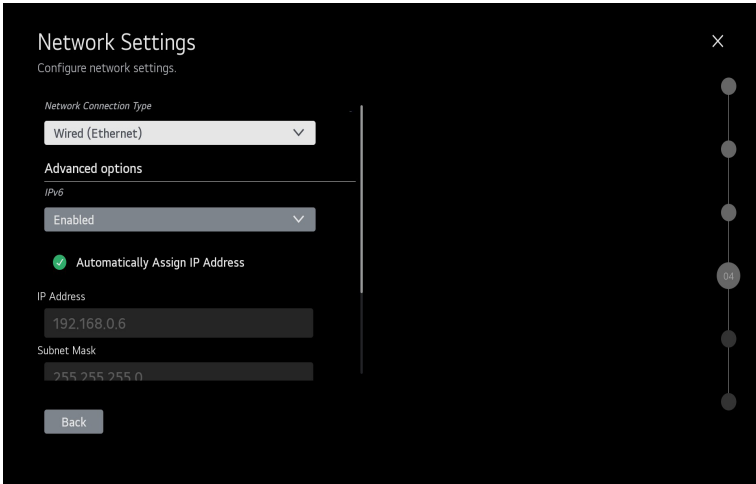 Network Settings
Configure network settings.
Network Connection Type
Wired (Ethernet)
Advanced options
IPv6
Enabled
Automatically Assign IP Address
IP Address
192.168.0.6
Subnet Mask
255.255.255.0
Back
04